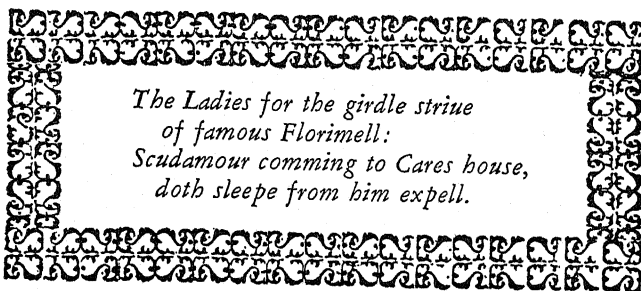 The Ladies for the girdle striue
of famous Florimell:
Scudamour comming to Cares house,
doth sleepe from him expell.